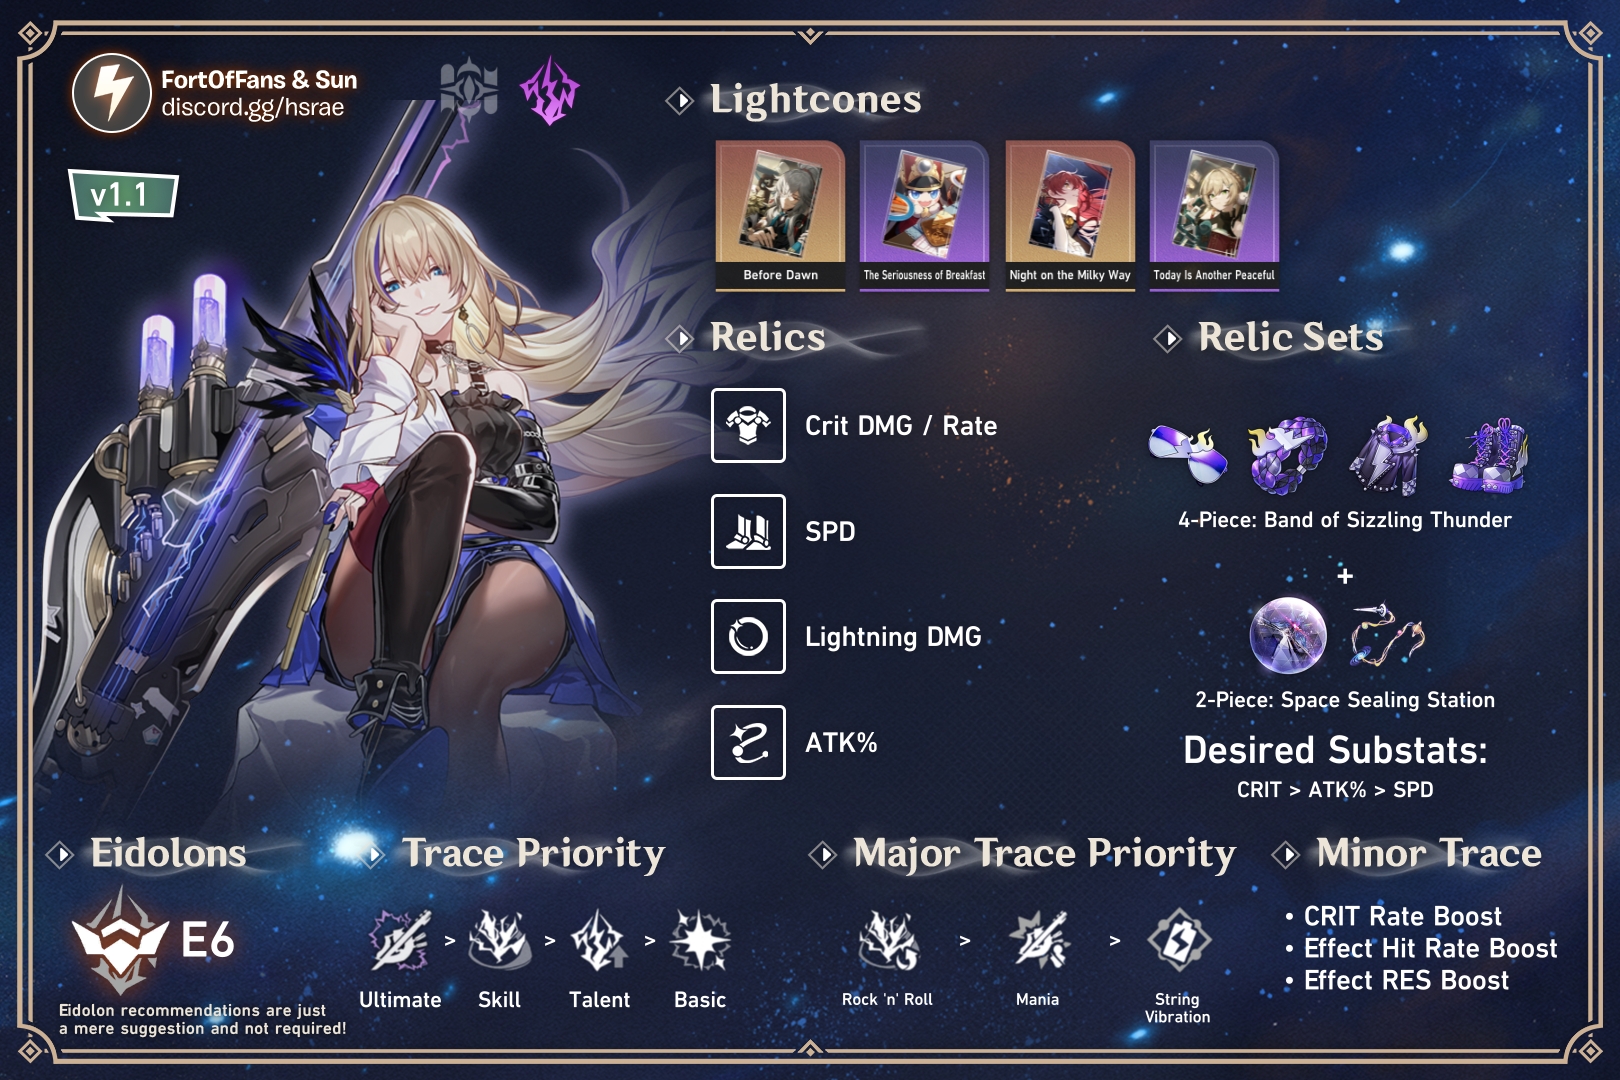 FortOfFans & Sun
discord.gg/hsrae
v1.1
Lightcones
Before Dawn
The Seriousness of Breakfast
Night on the Milky Way
Today Is Another Peaceful
Relics
Crit DMG / Rate
SPD
Lightning DMG
ATK%
Relic Sets
4-Piece: Band of Sizzling Thunder
+
2-Piece: Space Sealing Station
Desired Substats:
CRIT > ATK% > SPD
Eidolons
E6
Eidolon recommendations are just
a mere suggestion and not required!
Trace Priority
Ultimate > Skill > Talent > Basic
Major Trace Priority
Rock 'n' Roll > Mania > String
Vibration
Minor Trace
• CRIT Rate Boost
• Effect Hit Rate Boost
• Effect RES Boost